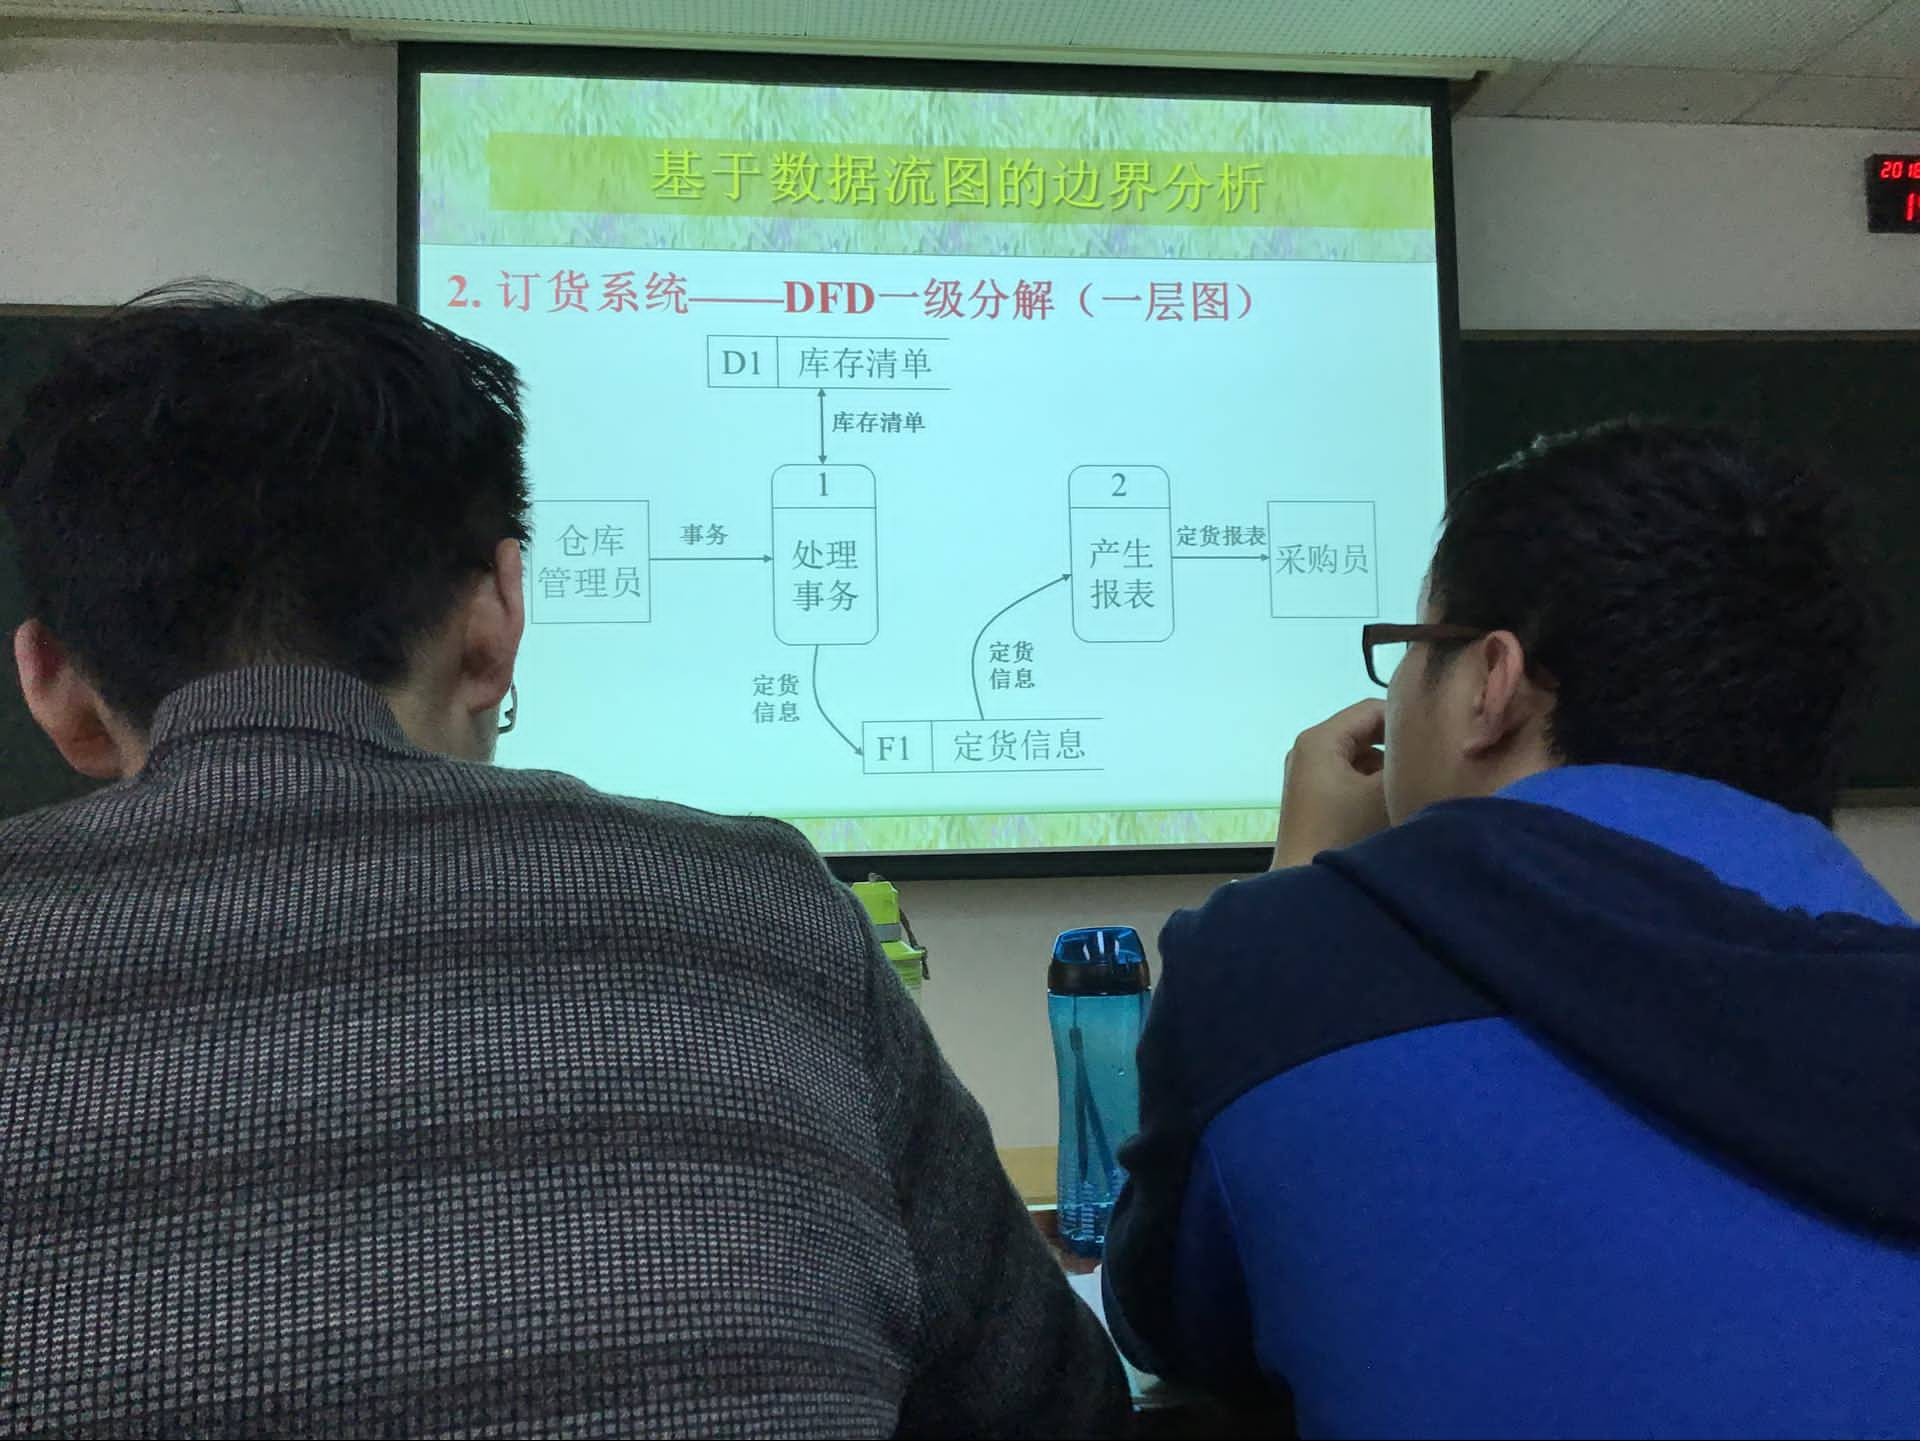 基于数据流图的边界分析
2. 订货系统——DFD一级分解（一层图）
D1 库存清单
库存清单
1
处理
事务
仓库
管理员
事务
2
产生
报表
定货报表
采购员
定货
信息
定货
信息
F1 定货信息